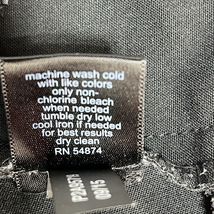 machine wash cold
with like colors
only non-
chlorine bleach
when needed
tumble dry low
cool iron if needed
for best results
dry clean
RN 54874